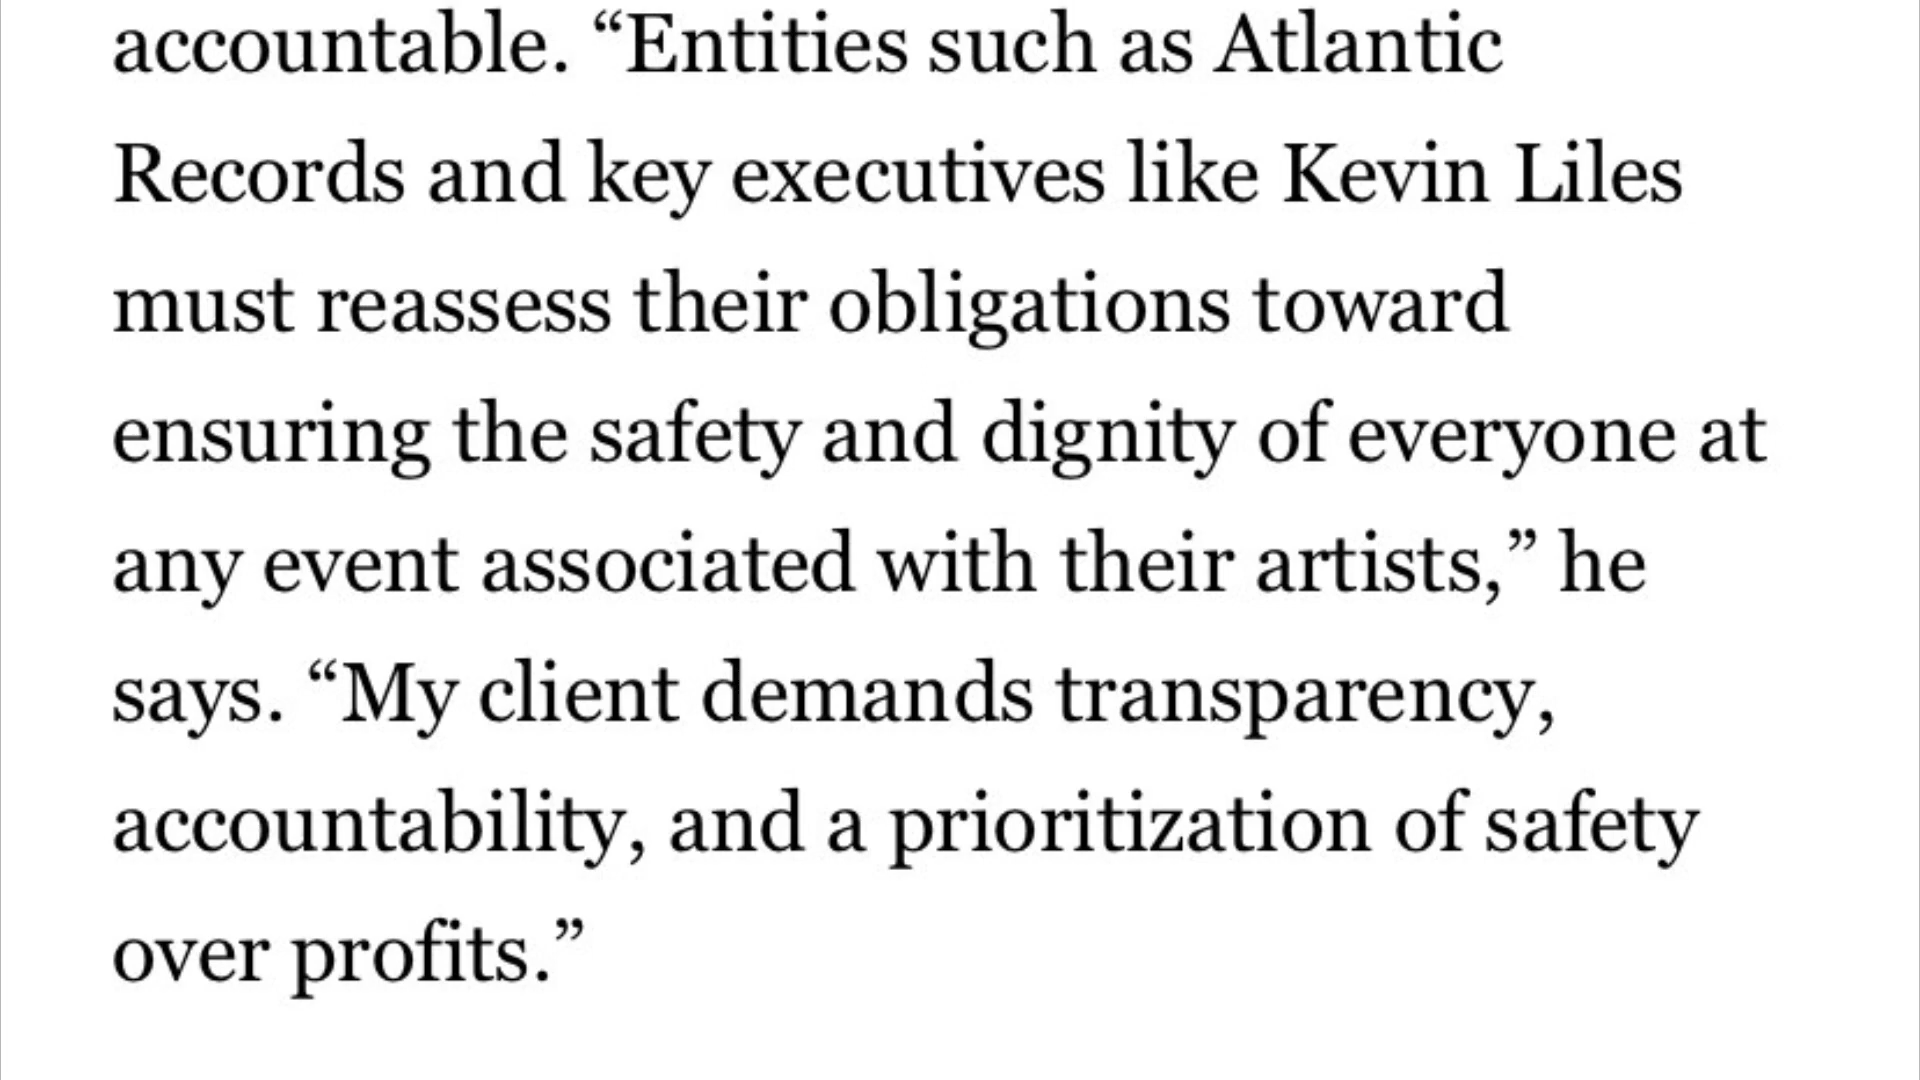 accountable. “Entities such as Atlantic
Records and key executives like Kevin Liles
must reassess their obligations toward
ensuring the safety and dignity of everyone at
any event associated with their artists,” he
says. “My client demands transparency,
accountability, and a prioritization of safety
over profits.”